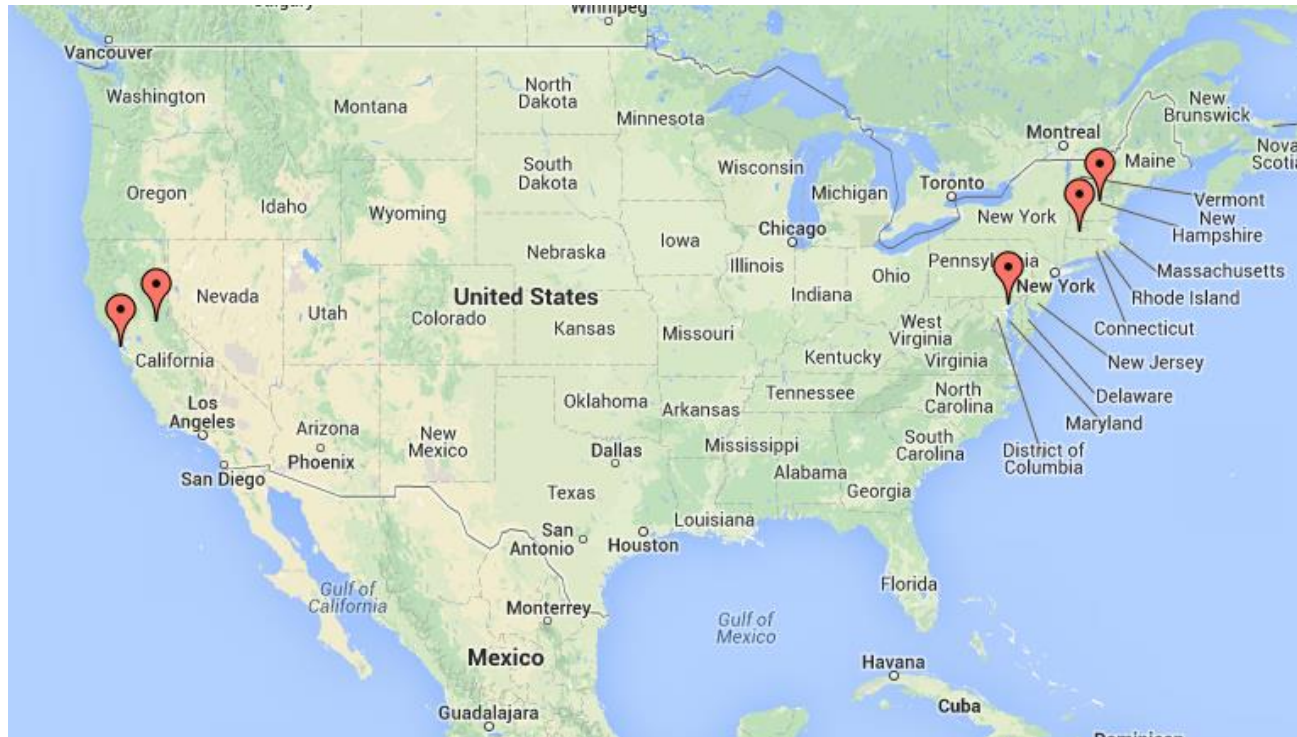 Calgary
Winnipeg
Vancouver
Washington
Montana
North
Dakota
Minnesota
New
Brunswick
Montreal
Maine
Nova
Scotia
Oregon
Idaho
South
Dakota
Wisconsin
Michigan
Toronto
Vermont
New
Hampshire
Wyoming
New York
Chicago
Iowa
Nebraska
Illinois
Ohio
Pennsylvania
Massachusetts
New York
Rhode Island
Nevada
United States
Indiana
Utah
Colorado
Kansas
Missouri
West
Virginia
Connecticut
California
Kentucky
Virginia
New Jersey
Los
Angeles
Oklahoma
Arkansas
Tennessee
North
Carolina
Delaware
Maryland
Arizona
New
Mexico
Phoenix
Dallas
Mississippi
South
Carolina
District of
Columbia
San Diego
Alabama
Georgia
Texas
Louisiana
San
Antonio
Houston
Gulf of
California
Florida
Monterrey
Gulf of
Mexico
Mexico
Havana
Cuba
Guadalajara
Dominican